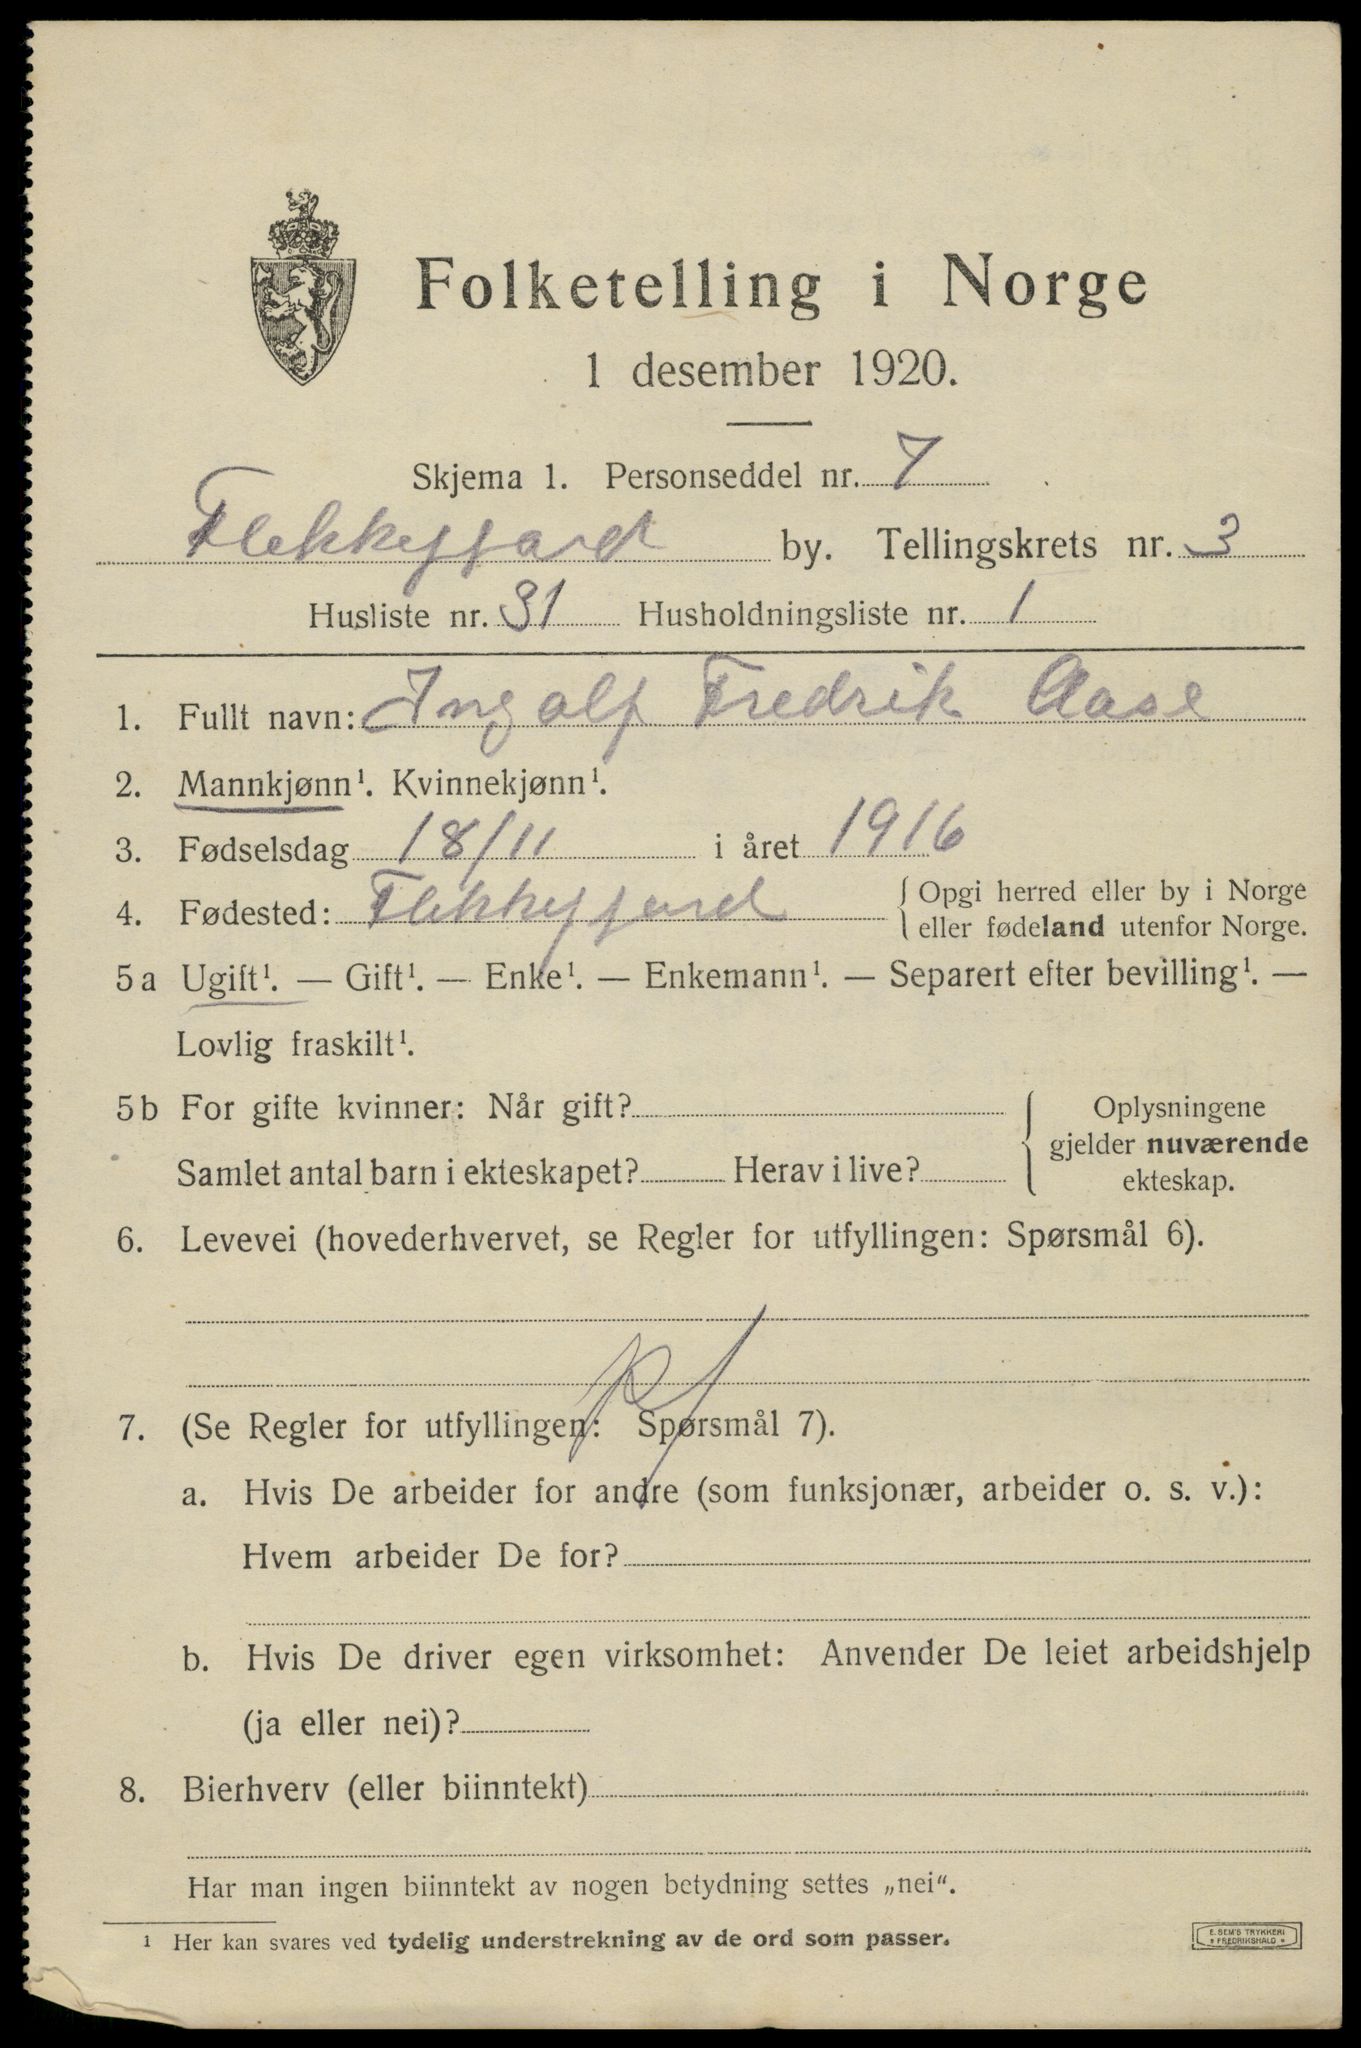 Folketelling i Norge
1 desember 1920.
Skjema 1. Personseddel nr. 7
Flekkefjord by. Tellingskrets nr. 3
Husliste nr. 31 Husholdningsliste nr. 1
1. Fullt navn: Ingolf Fredrik Aase
2. Mannkjønn¹. Kvinnekjønn¹.
3. Fødselsdag 18/11 i året 1916
4. Fødested: Flekkefjord { Opgi herred eller by i Norge
eller fødeland utenfor Norge.
5a Ugift¹. — Gift¹. — Enke¹. — Enkemann¹. — Separert efter bevilling¹. —
Lovlig fraskilt¹.
5b For gifte kvinner: Når gift? { Oplysningene
gjelder nuværende
Samlet antal barn i ekteskapet? Herav i live? ekteskap.
6. Levevei (hovederhvervet, se Regler for utfyllingen: Spørsmål 6).
7. (Se Regler for utfyllingen: Spørsmål 7).
a. Hvis De arbeider for andre (som funksjonær, arbeider o. s. v.):
Hvem arbeider De for?
b. Hvis De driver egen virksomhet: Anvender De leiet arbeidshjelp
(ja eller nei)?
8. Bierhverv (eller biinntekt)
Har man ingen biinntekt av nogen betydning settes „nei“.
¹ Her kan svares ved tydelig understrekning av de ord som passer.
E. SEM'S TRYKKERI
* FREDRIKSHALD *